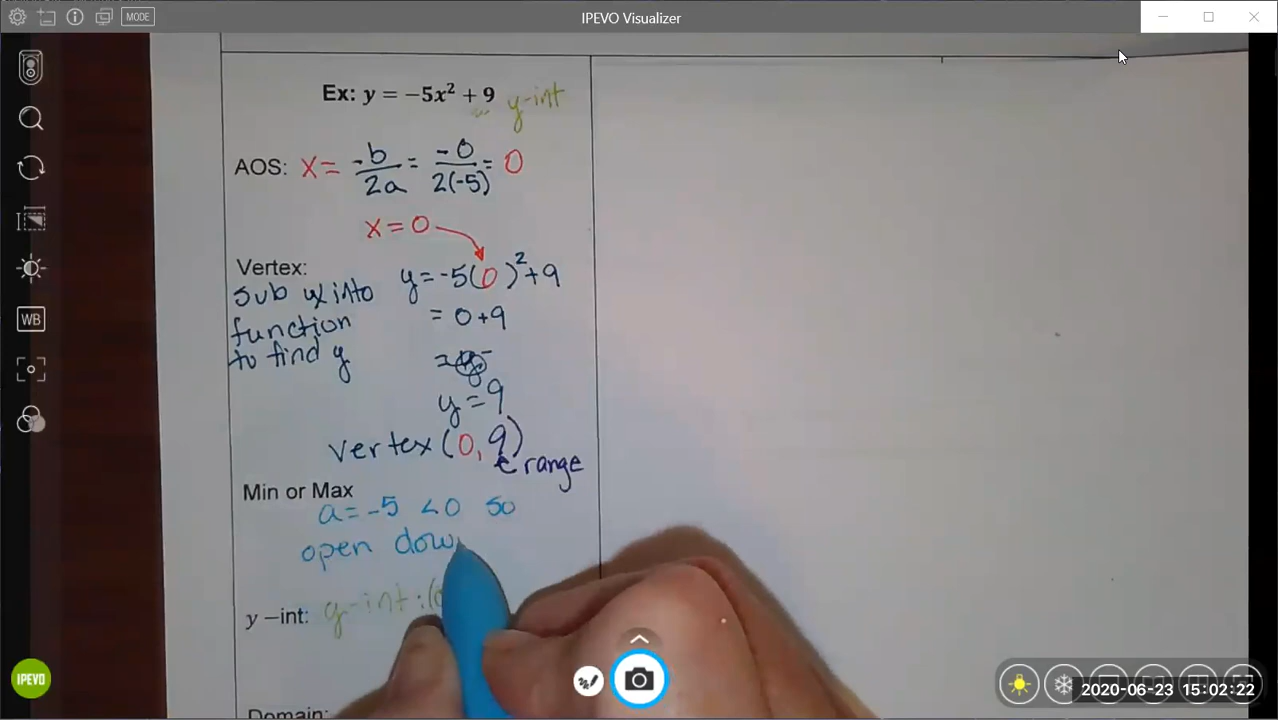 MODE
IPEVO Visualizer
Ex: y = −5x² + 9 y-int
AOS: x = -b/2a = -0/2(-5) = 0
x = 0
Vertex: y = -5(0)² + 9
sub x into
function = 0+9
to find y
y = 9
vertex (0, 9)
range
Min or Max
a = -5 < 0 so
open dow
y −int: y-int : (
Domain:
WB
IPEVO
2020-06-23 15:02:22